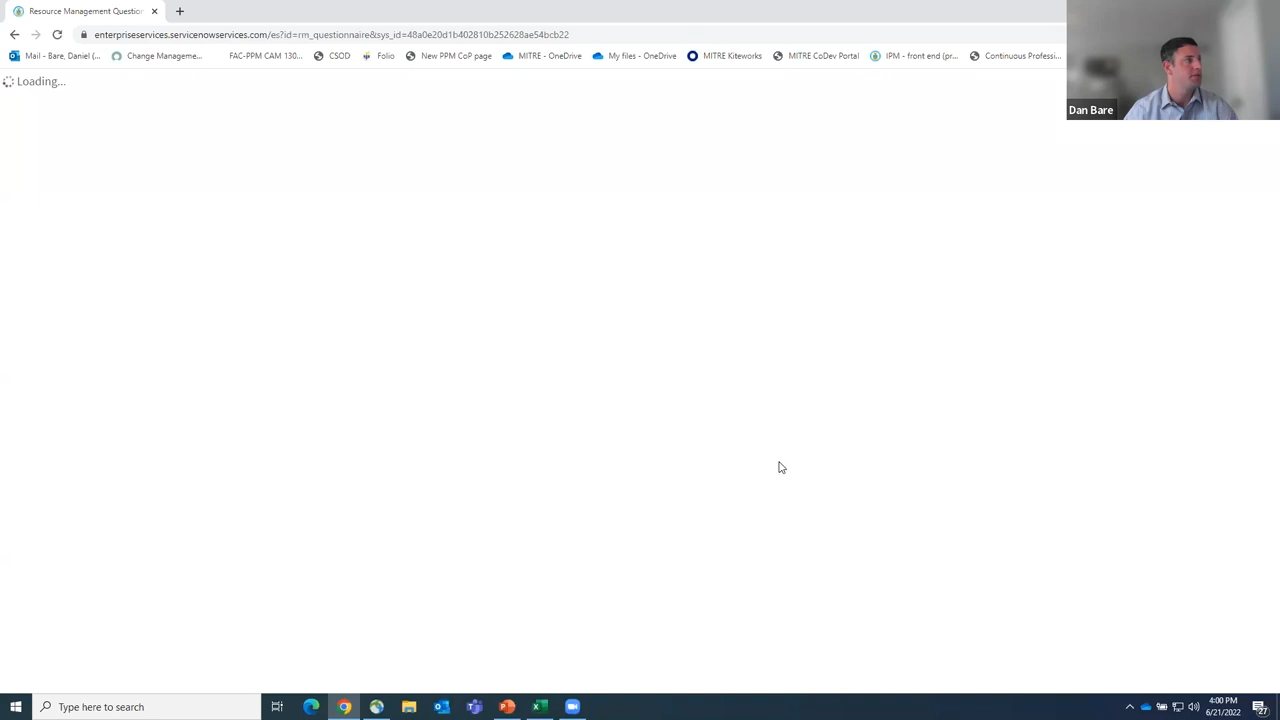 Resource Management Question
enterpriseservices.servicenowservices.com/es?id=rm_questionnaire&sys_id=48a0e20d1b402810b252628ae54bcb22
Mail - Bare, Daniel (... Change Manageme... FAC-PPM CAM 130... CSOD Folio New PPM CoP page MITRE - OneDrive My files - OneDrive MITRE Kiteworks MITRE CoDev Portal IPM - front end (pr... Continuous Professi...
Loading...
Dan Bare
Type here to search
4:00 PM
6/21/2022
27